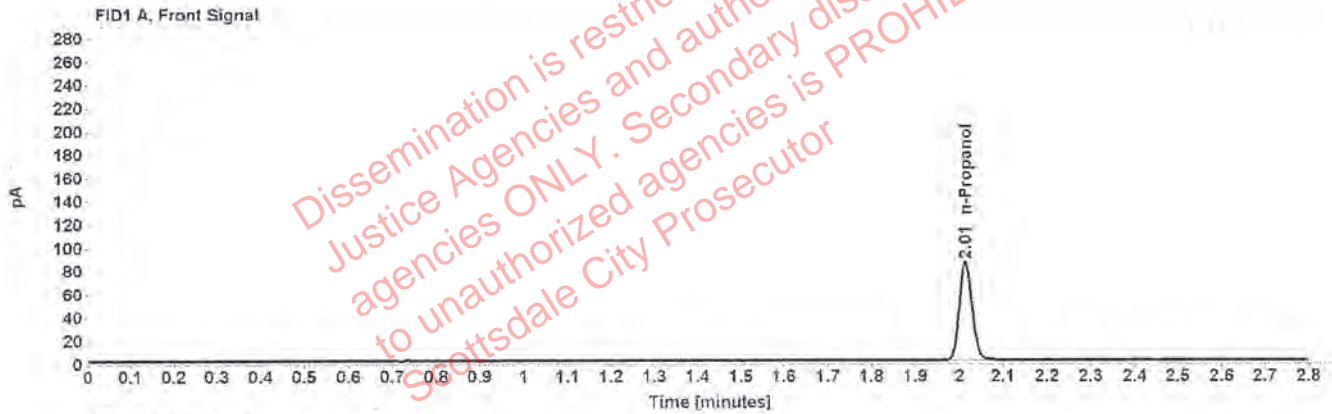 FID1 A, Front Signal
280
260
240
220
200
180
160
140
120
100
80
60
40
20
0
pA
2.01 n-Propanol
0 0.1 0.2 0.3 0.4 0.5 0.6 0.7 0.8 0.9 1 1.1 1.2 1.3 1.4 1.5 1.6 1.7 1.8 1.9 2 2.1 2.2 2.3 2.4 2.5 2.6 2.7 2.8
Time [minutes]
Dissemination is
Justice Agencies and
agencies ONLY. Secondary
to unauthorized agencies is
Scottsdale City Prosecutor